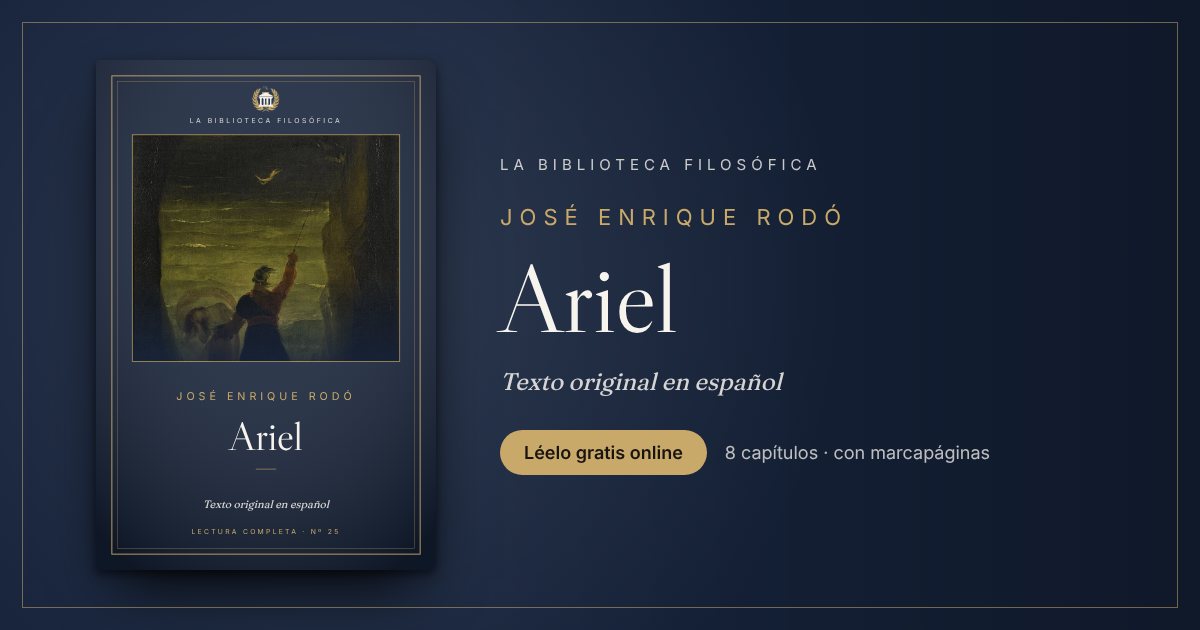 LA BIBLIOTECA FILOSÓFICA
JOSÉ ENRIQUE RODÓ
Ariel
Texto original en español
LECTURA COMPLETA · Nº 25
LA BIBLIOTECA FILOSÓFICA
JOSÉ ENRIQUE RODÓ
Ariel
Texto original en español
Léelo gratis online
8 capítulos · con marcapáginas